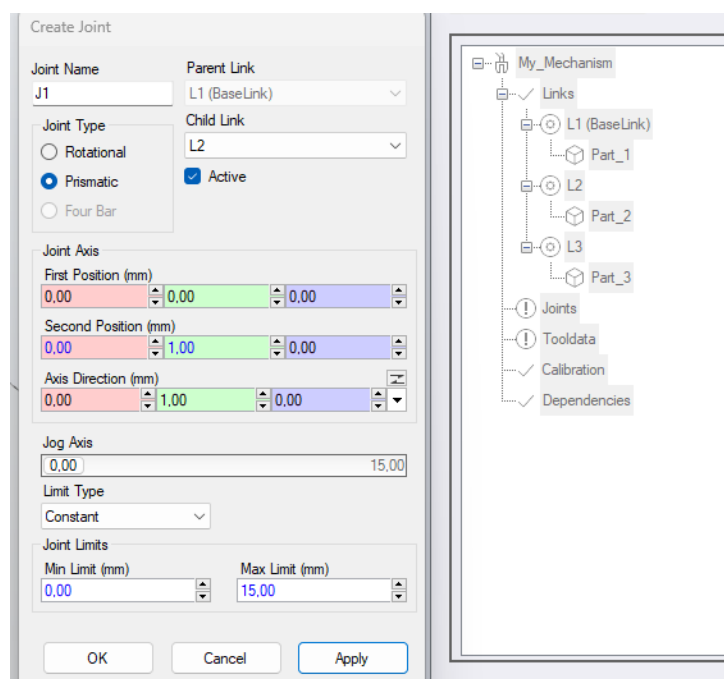 Create Joint
Joint Name
J1
Parent Link
L1 (BaseLink)
Joint Type
Rotational
Prismatic
Four Bar
Child Link
L2
Active
Joint Axis
First Position (mm)
0,00 0,00 0,00
Second Position (mm)
0,00 1,00 0,00
Axis Direction (mm)
0,00 1,00 0,00
Jog Axis
0,00 15,00
Limit Type
Constant
Joint Limits
Min Limit (mm)
0,00
Max Limit (mm)
15,00
OK Cancel Apply
My_Mechanism
Links
L1 (BaseLink)
Part_1
L2
Part_2
L3
Part_3
Joints
Tooldata
Calibration
Dependencies